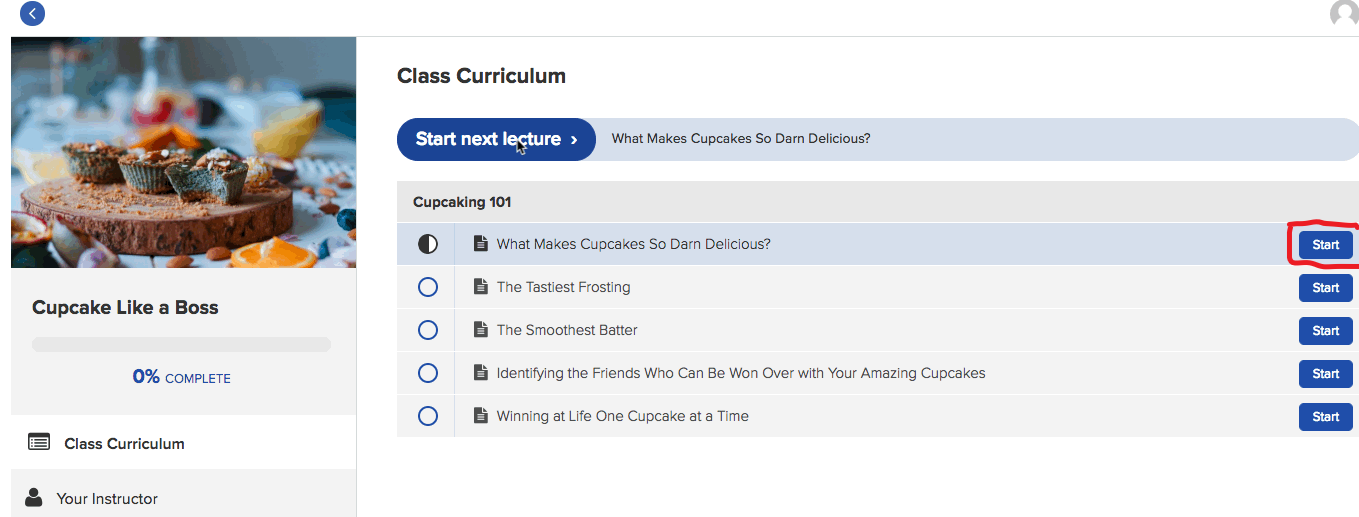 Class Curriculum
Start next lecture › What Makes Cupcakes So Darn Delicious?
Cupcaking 101
What Makes Cupcakes So Darn Delicious? Start
The Tastiest Frosting Start
The Smoothest Batter Start
Identifying the Friends Who Can Be Won Over with Your Amazing Cupcakes Start
Winning at Life One Cupcake at a Time Start
Cupcake Like a Boss
0% COMPLETE
Class Curriculum
Your Instructor